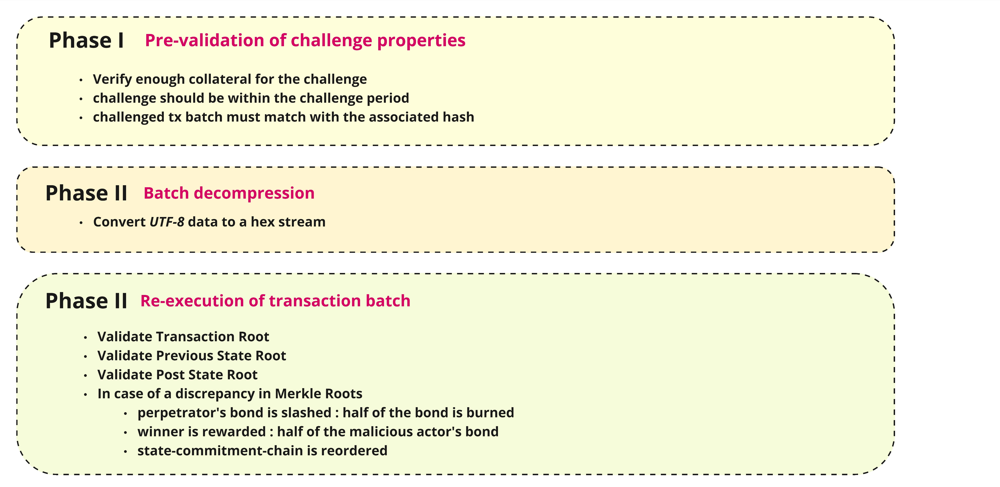 Phase I Pre-validation of challenge properties
• Verify enough collateral for the challenge
• challenge should be within the challenge period
• challenged tx batch must match with the associated hash
Phase II Batch decompression
• Convert UTF-8 data to a hex stream
Phase II Re-execution of transaction batch
• Validate Transaction Root
• Validate Previous State Root
• Validate Post State Root
• In case of a discrepancy in Merkle Roots
• perpetrator's bond is slashed : half of the bond is burned
• winner is rewarded : half of the malicious actor's bond
• state-commitment-chain is reordered